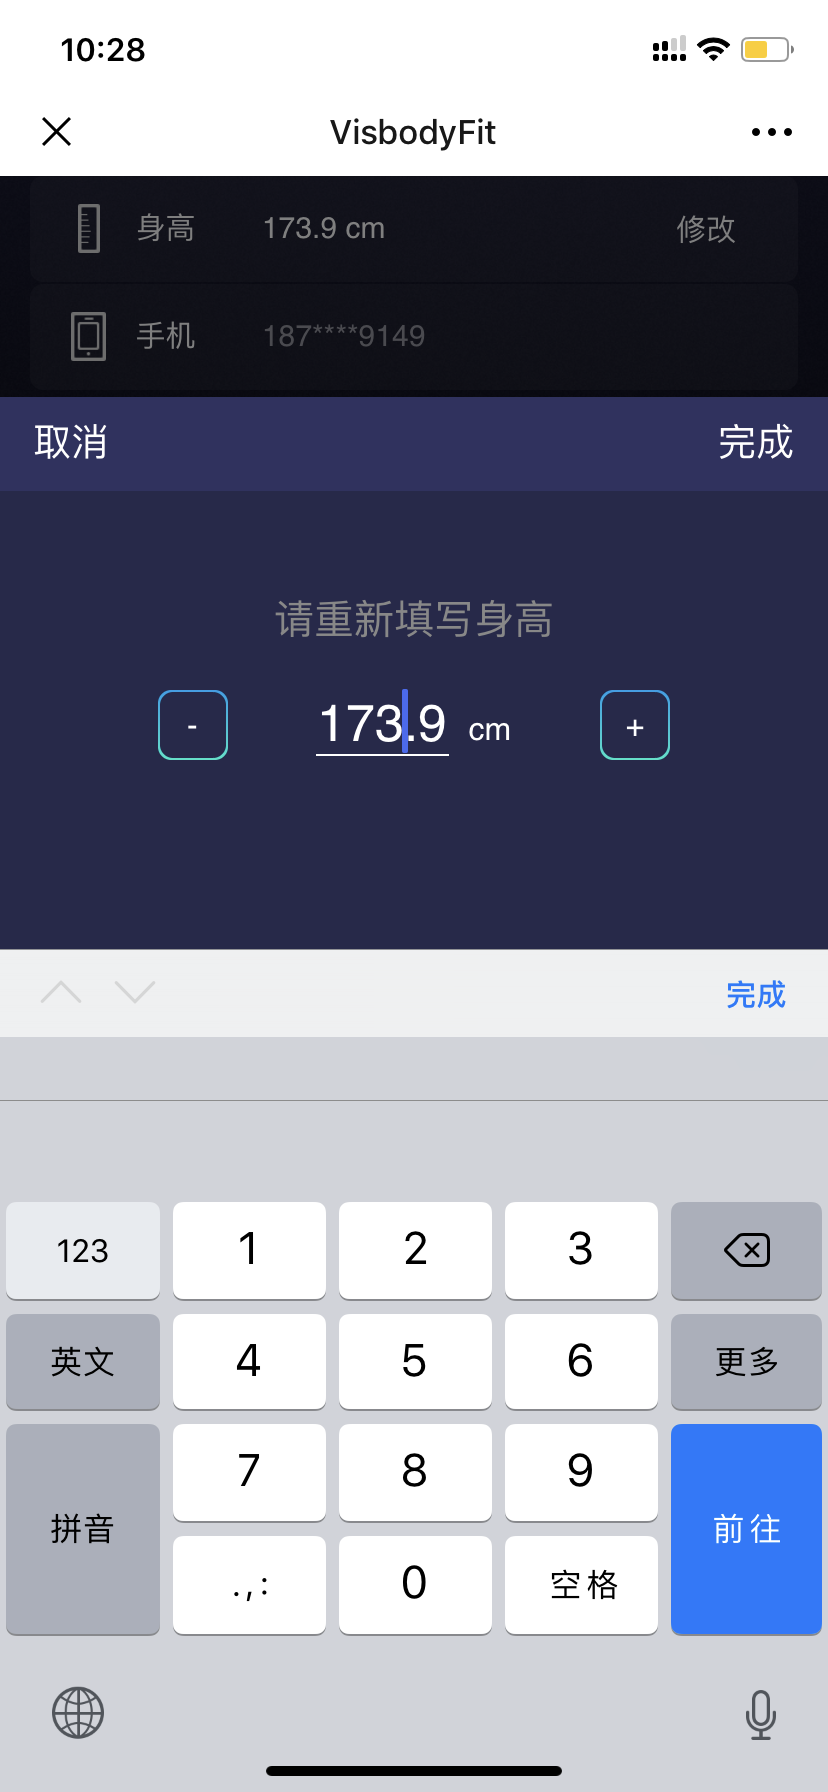 10:28
VisbodyFit
身高 173.9 cm 修改
手机 187****9149
取消 完成
请重新填写身高
- 173.9 cm +
完成
123 1 2 3
英文 4 5 6 更多
拼音 7 8 9 前往
.,: 0 空格